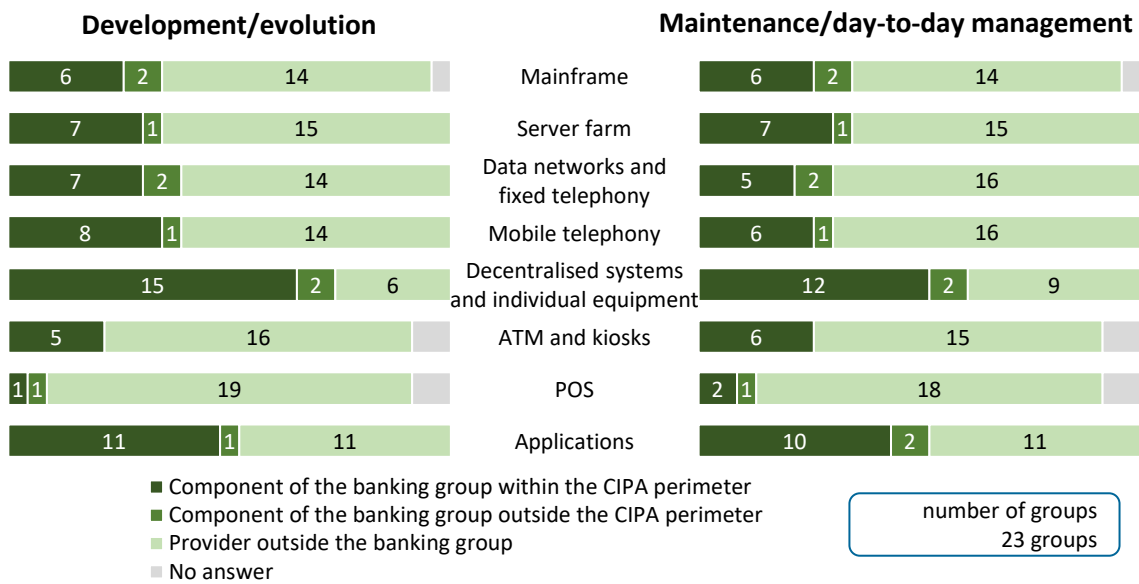 Development/evolution
Maintenance/day-to-day management
6 2 14 Mainframe 6 2 14
7 1 15 Server farm 7 1 15
Data networks and
7 2 14 fixed telephony 5 2 16
8 1 14 Mobile telephony 6 1 16
Decentralised systems
15 2 6 and individual equipment 12 2 9
5 16 ATM and kiosks 6 15
1 1 19 POS 2 1 18
11 1 11 Applications 10 2 11
Component of the banking group within the CIPA perimeter
Component of the banking group outside the CIPA perimeter
Provider outside the banking group
No answer
number of groups
23 groups